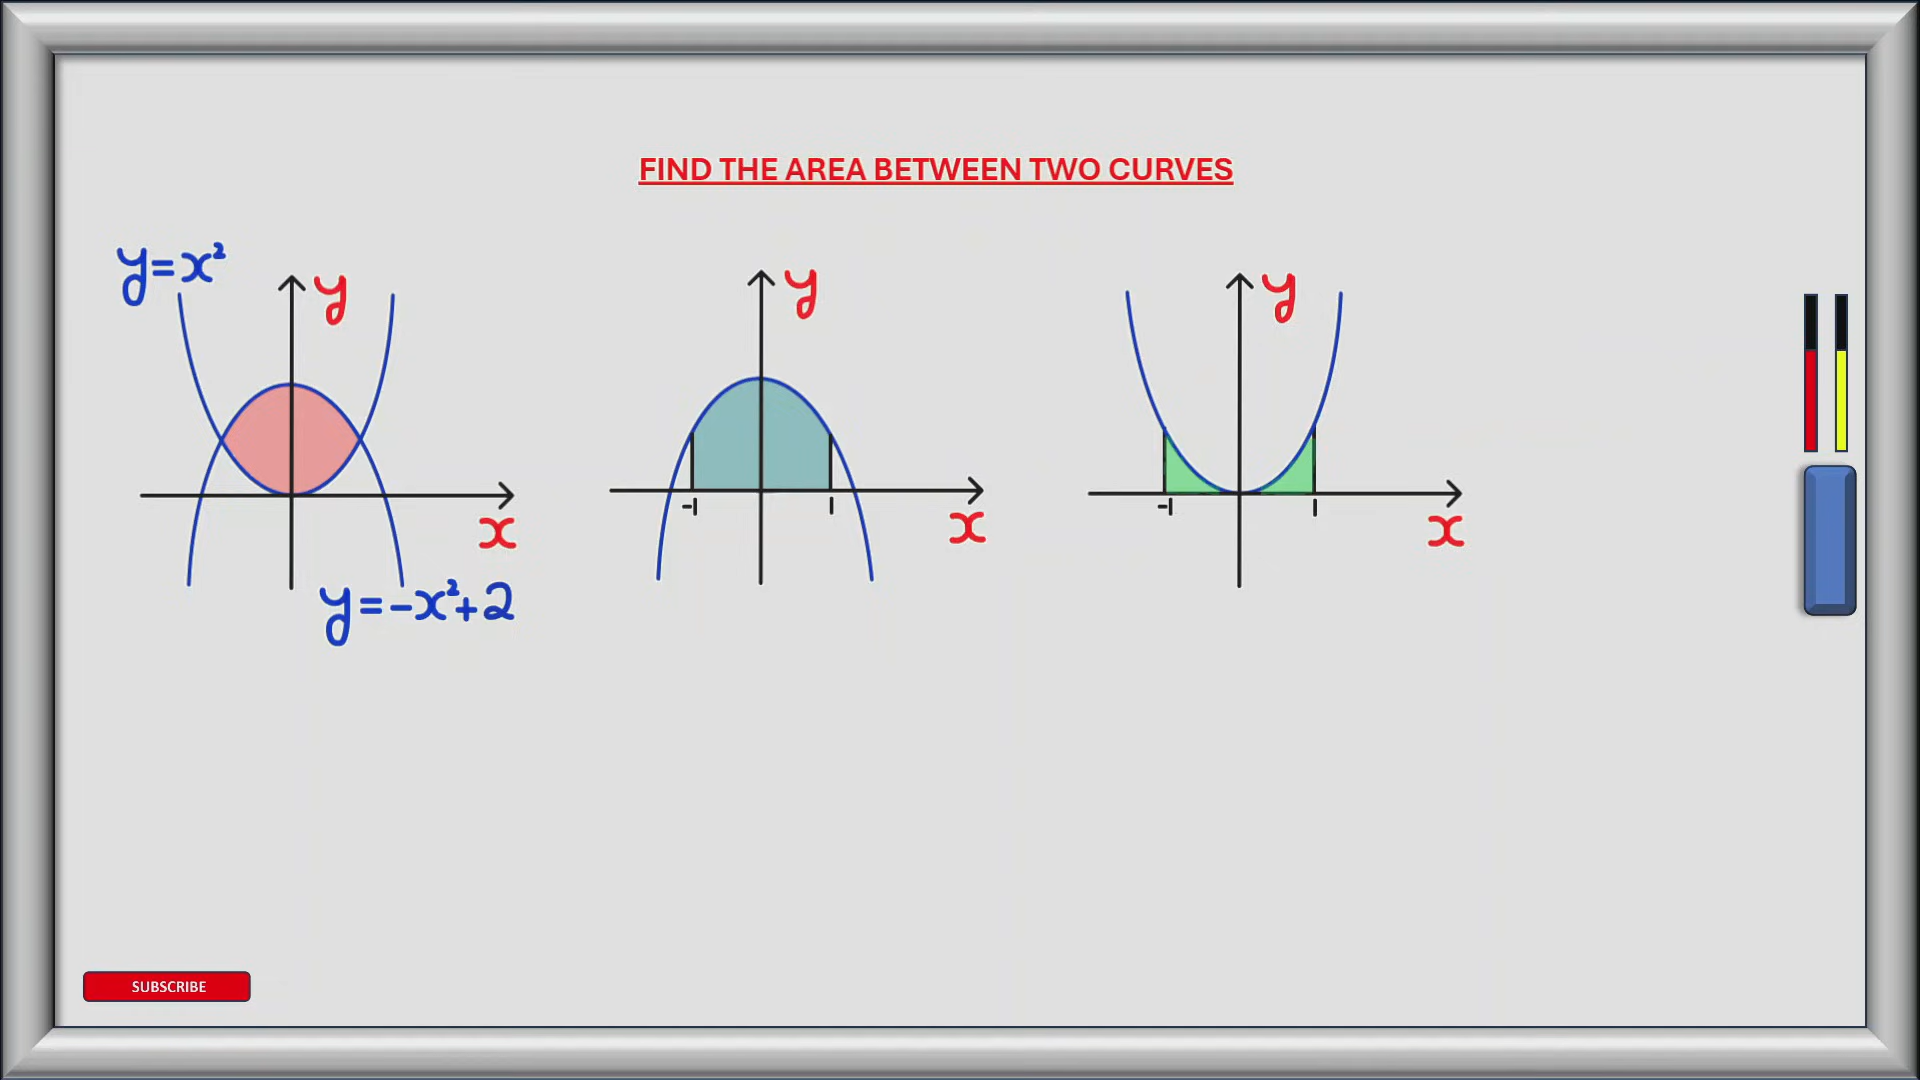 FIND THE AREA BETWEEN TWO CURVES
y=x²
y
x
y=-x²+2
y
-1
1
x
y
-1
1
x
SUBSCRIBE